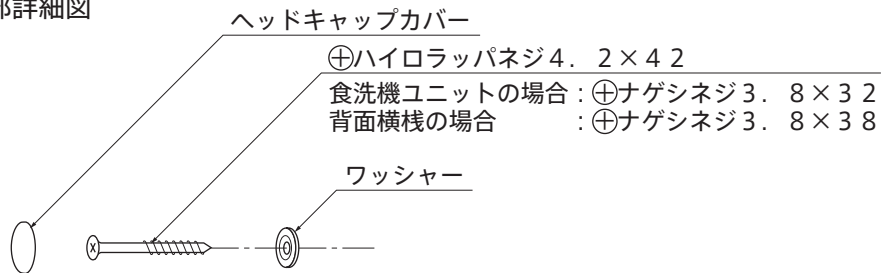 部詳細図
ヘッドキャップカバー
⊕ハイロラッパネジ４．２×４２
食洗機ユニットの場合：⊕ナゲシネジ３．８×３２
背面横桟の場合　　　：⊕ナゲシネジ３．８×３８
ワッシャー